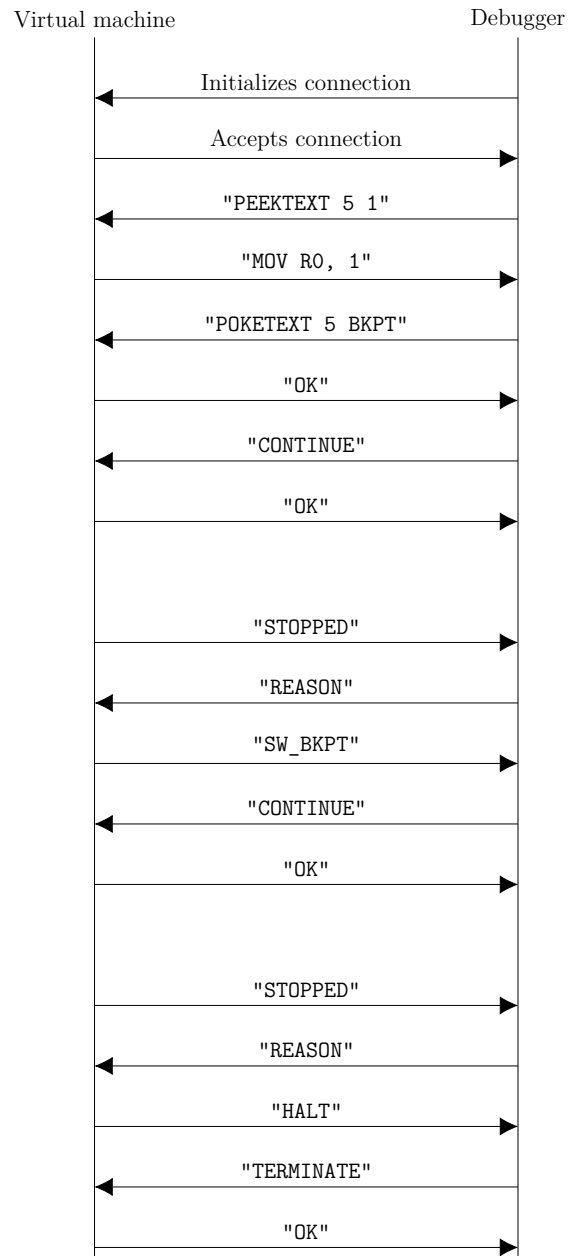 Virtual machine
Debugger
Initializes connection
Accepts connection
"PEEKTEXT 5 1"
"MOV R0, 1"
"POKETEXT 5 BKPT"
"OK"
"CONTINUE"
"OK"
"STOPPED"
"REASON"
"SW_BKPT"
"CONTINUE"
"OK"
"STOPPED"
"REASON"
"HALT"
"TERMINATE"
"OK"